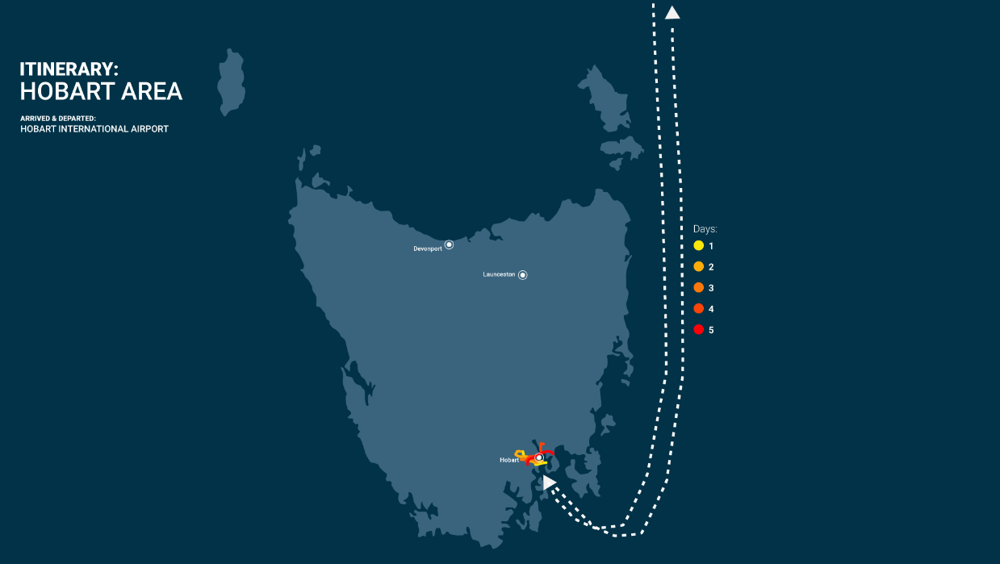 ITINERARY:
HOBART AREA
ARRIVED & DEPARTED:
HOBART INTERNATIONAL AIRPORT
Devonport
Launceston
Days:
1
2
3
4
5
Hobart